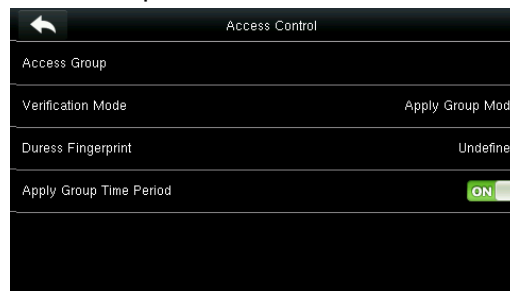 Access Control
Access Group
Verification Mode Apply Group Mod
Duress Fingerprint Undefine
Apply Group Time Period ON